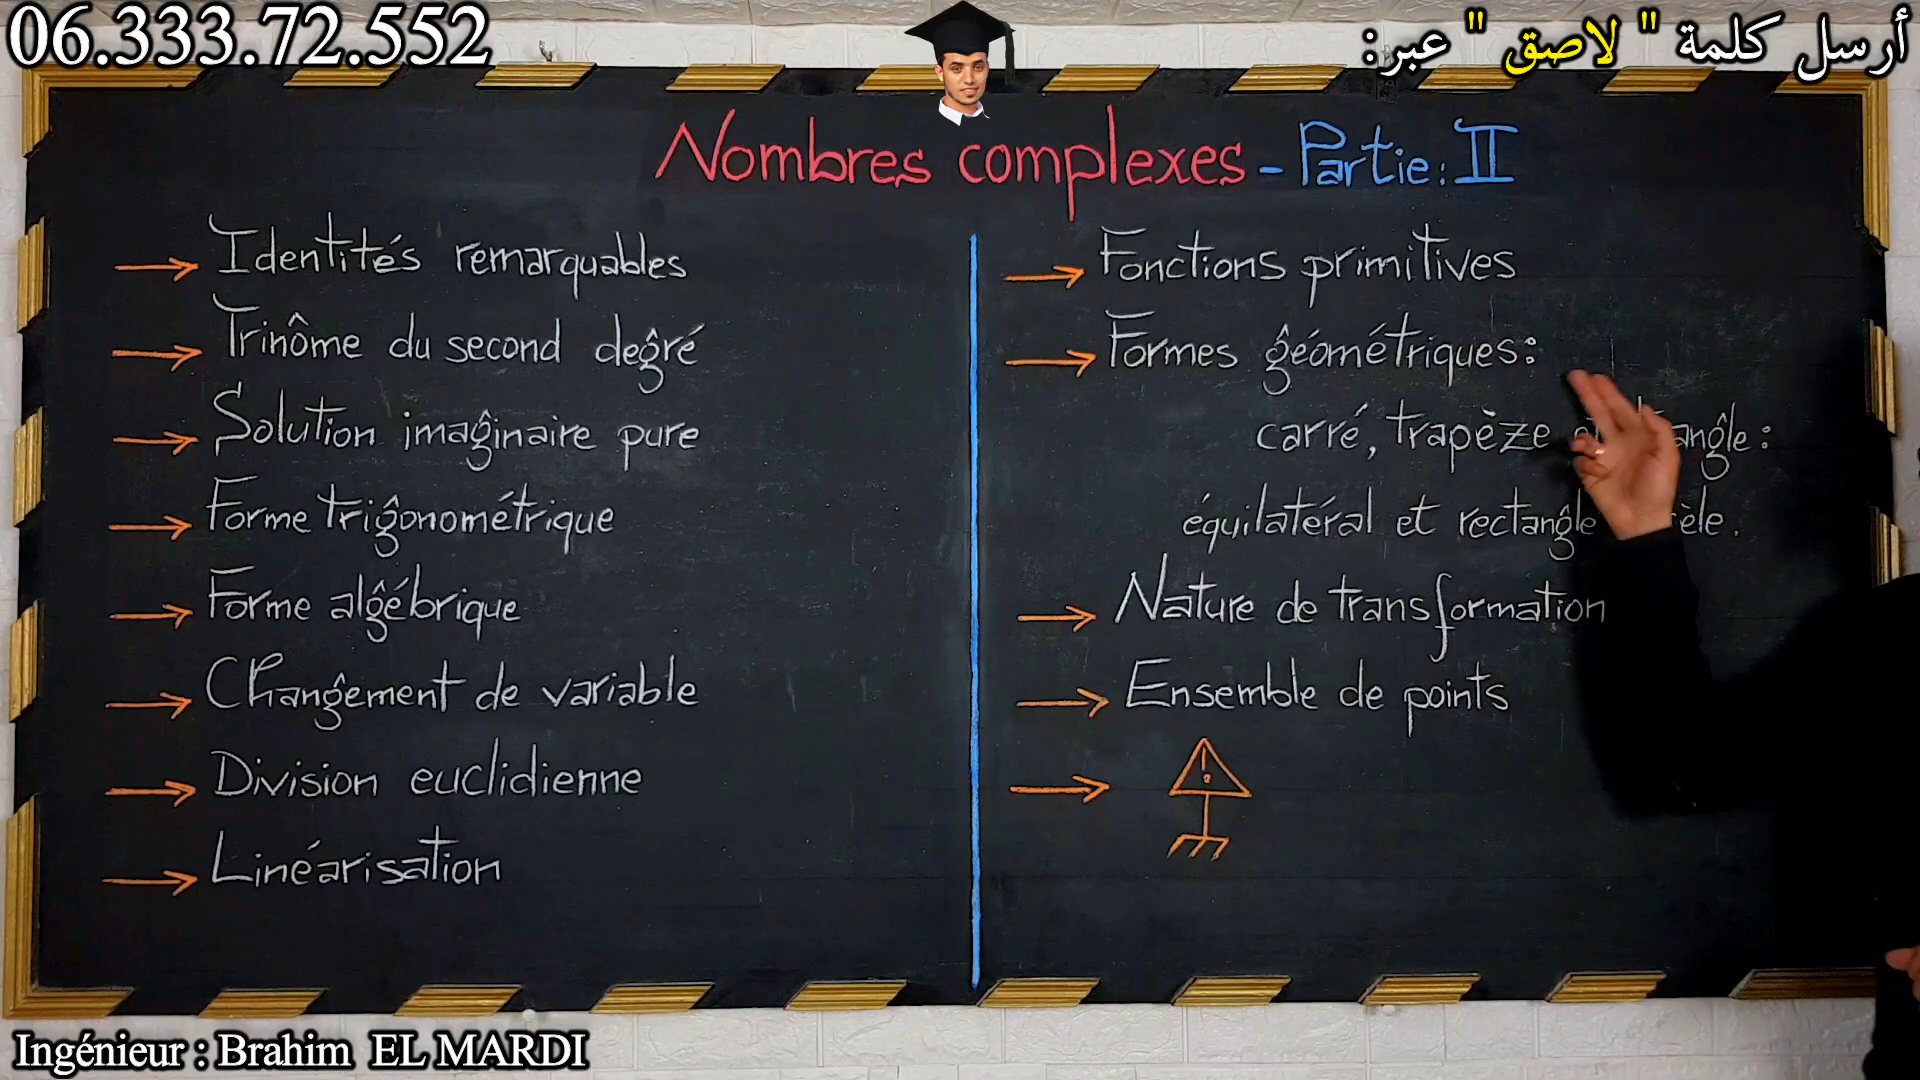 06.333.72.552
أرسل كلمة " لاصق " عبر:
Nombres complexes - Partie: II
→ Identités remarquables
→ Trinôme du second degré
→ Solution imaginaire pure
→ Forme trigonométrique
→ Forme algébrique
→ Changement de variable
→ Division euclidienne
→ Linéarisation
→ Fonctions primitives
→ Formes géométriques:
carré, trapèze
équilatéral et rectangle
→ Nature de transformation
→ Ensemble de points
→ !
Ingénieur : Brahim EL MARDI